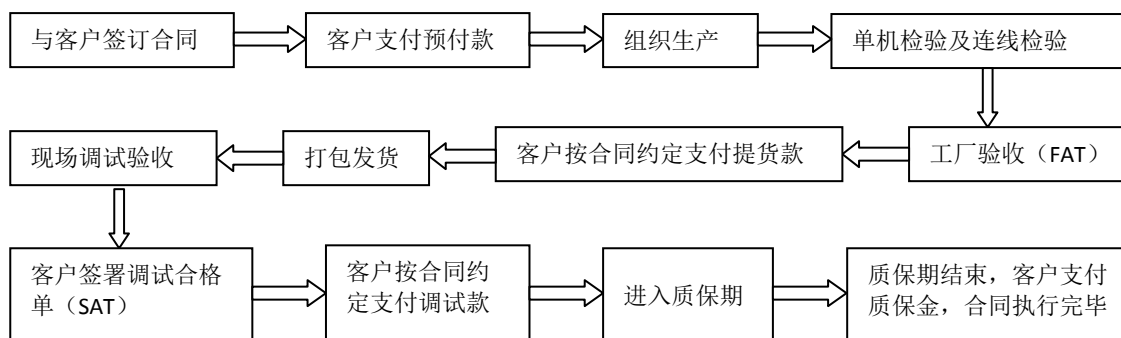 与客户签订合同
客户支付预付款
组织生产
单机检验及连线检验
现场调试验收
打包发货
客户按合同约定支付提货款
工厂验收（FAT）
客户签署调试合格
单（SAT）
客户按合同约
定支付调试款
进入质保期
质保期结束，客户支付
质保金，合同执行完毕